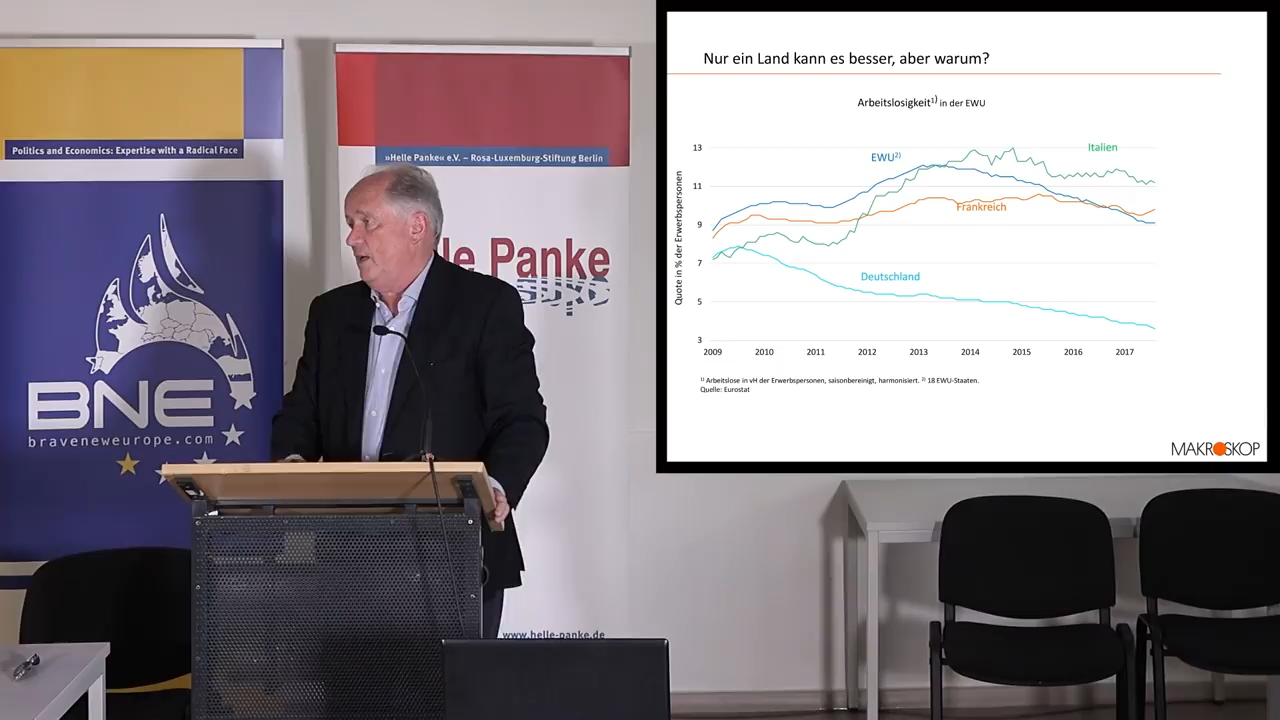 Politics and Economics: Expertise with a Radical Face
BNE
braveneweurope.com
»Helle Panke« e.V. – Rosa-Luxemburg-Stiftung Berlin
lle Panke
www.helle-panke.de
Nur ein Land kann es besser, aber warum?
Arbeitslosigkeit¹⁾ in der EWU
Quote in % der Erwerbspersonen
13
11
9
7
5
3
EWU²⁾
Italien
Frankreich
Deutschland
2009 2010 2011 2012 2013 2014 2015 2016 2017
¹⁾ Arbeitslose in vH der Erwerbspersonen, saisonbereinigt, harmonisiert. ²⁾ 18 EWU-Staaten.
Quelle: Eurostat
MAKROSKOP